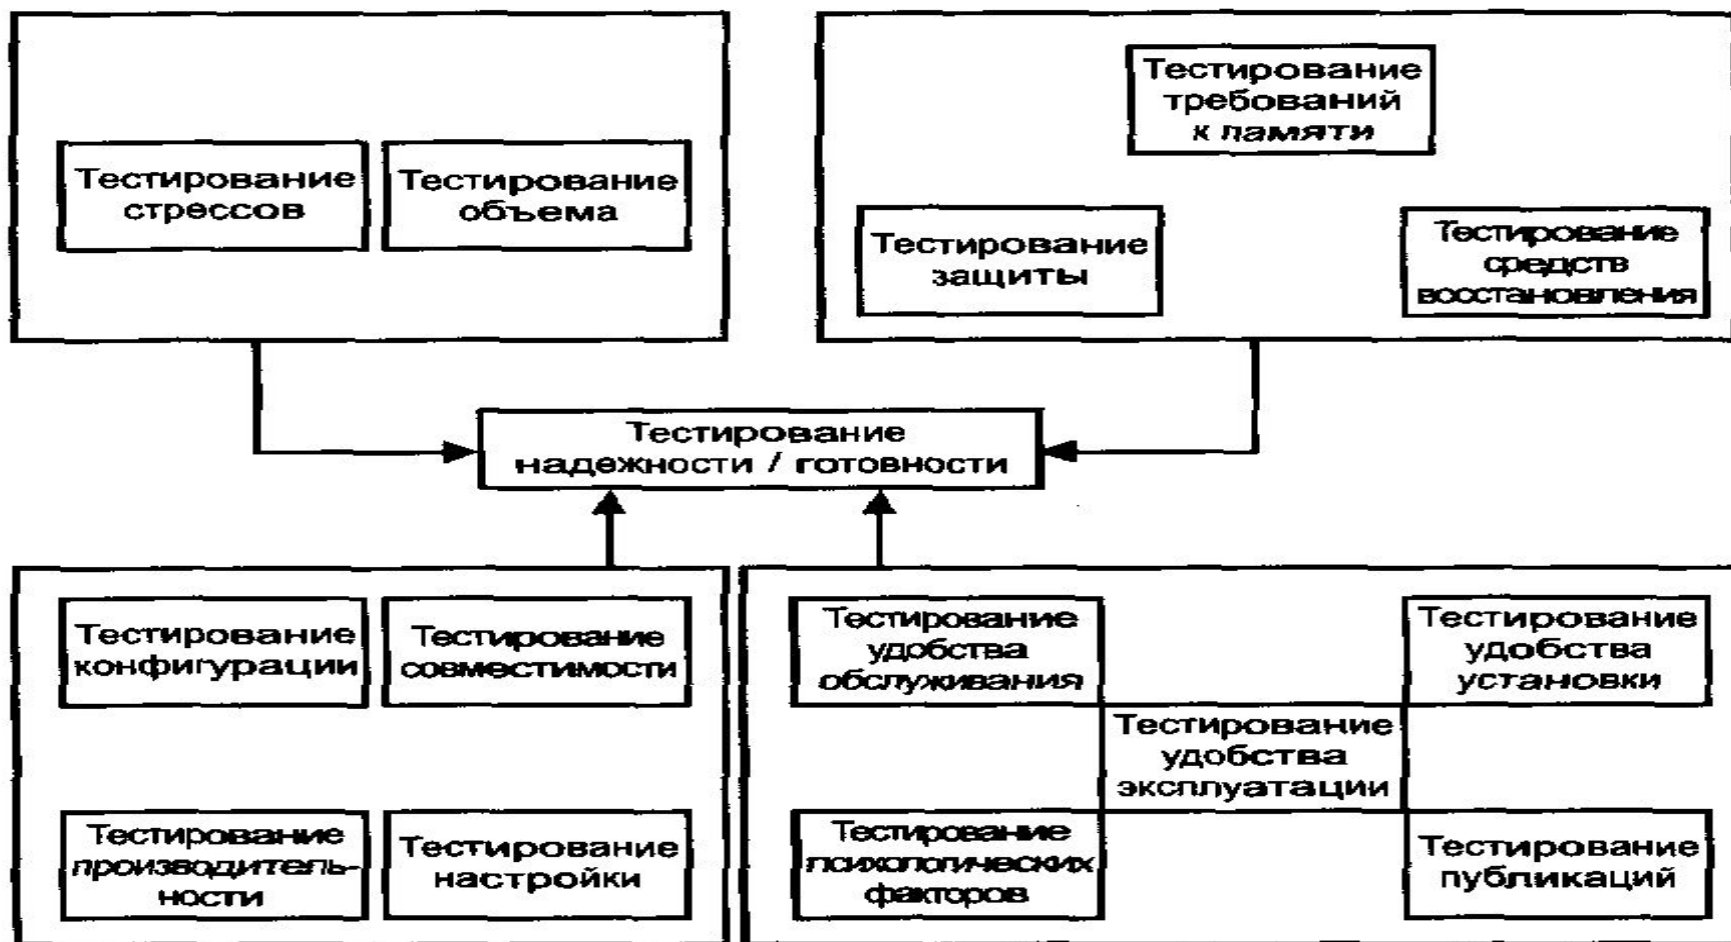 Тестирование
стрессов
Тестирование
объема
Тестирование
требований
к памяти
Тестирование
защиты
Тестирование
средств
восстановления
Тестирование
надежности / готовности
Тестирование
конфигурации
Тестирование
совместимости
Тестирование
производитель-
ности
Тестирование
настройки
Тестирование
удобства
обслуживания
Тестирование
удобства
установки
Тестирование
удобства
эксплуатации
Тестирование
психологических
факторов
Тестирование
публикаций